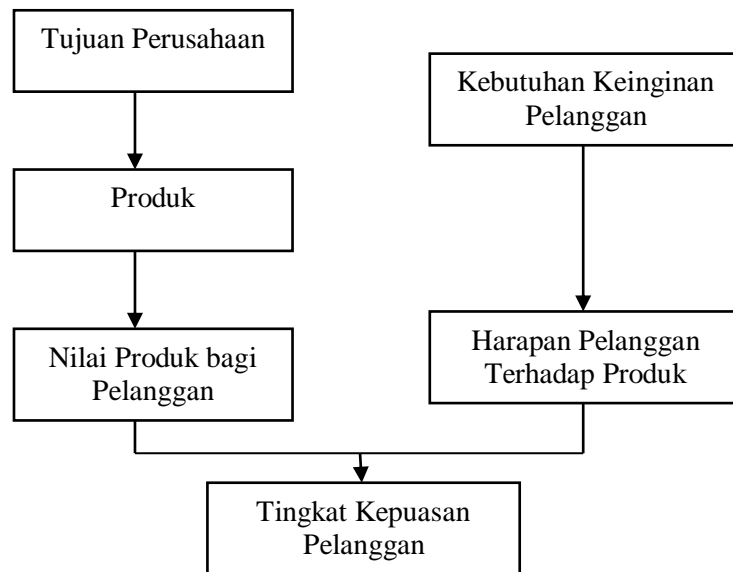 Tujuan Perusahaan
Kebutuhan Keinginan
Pelanggan
Produk
Nilai Produk bagi
Pelanggan
Harapan Pelanggan
Terhadap Produk
Tingkat Kepuasan
Pelanggan